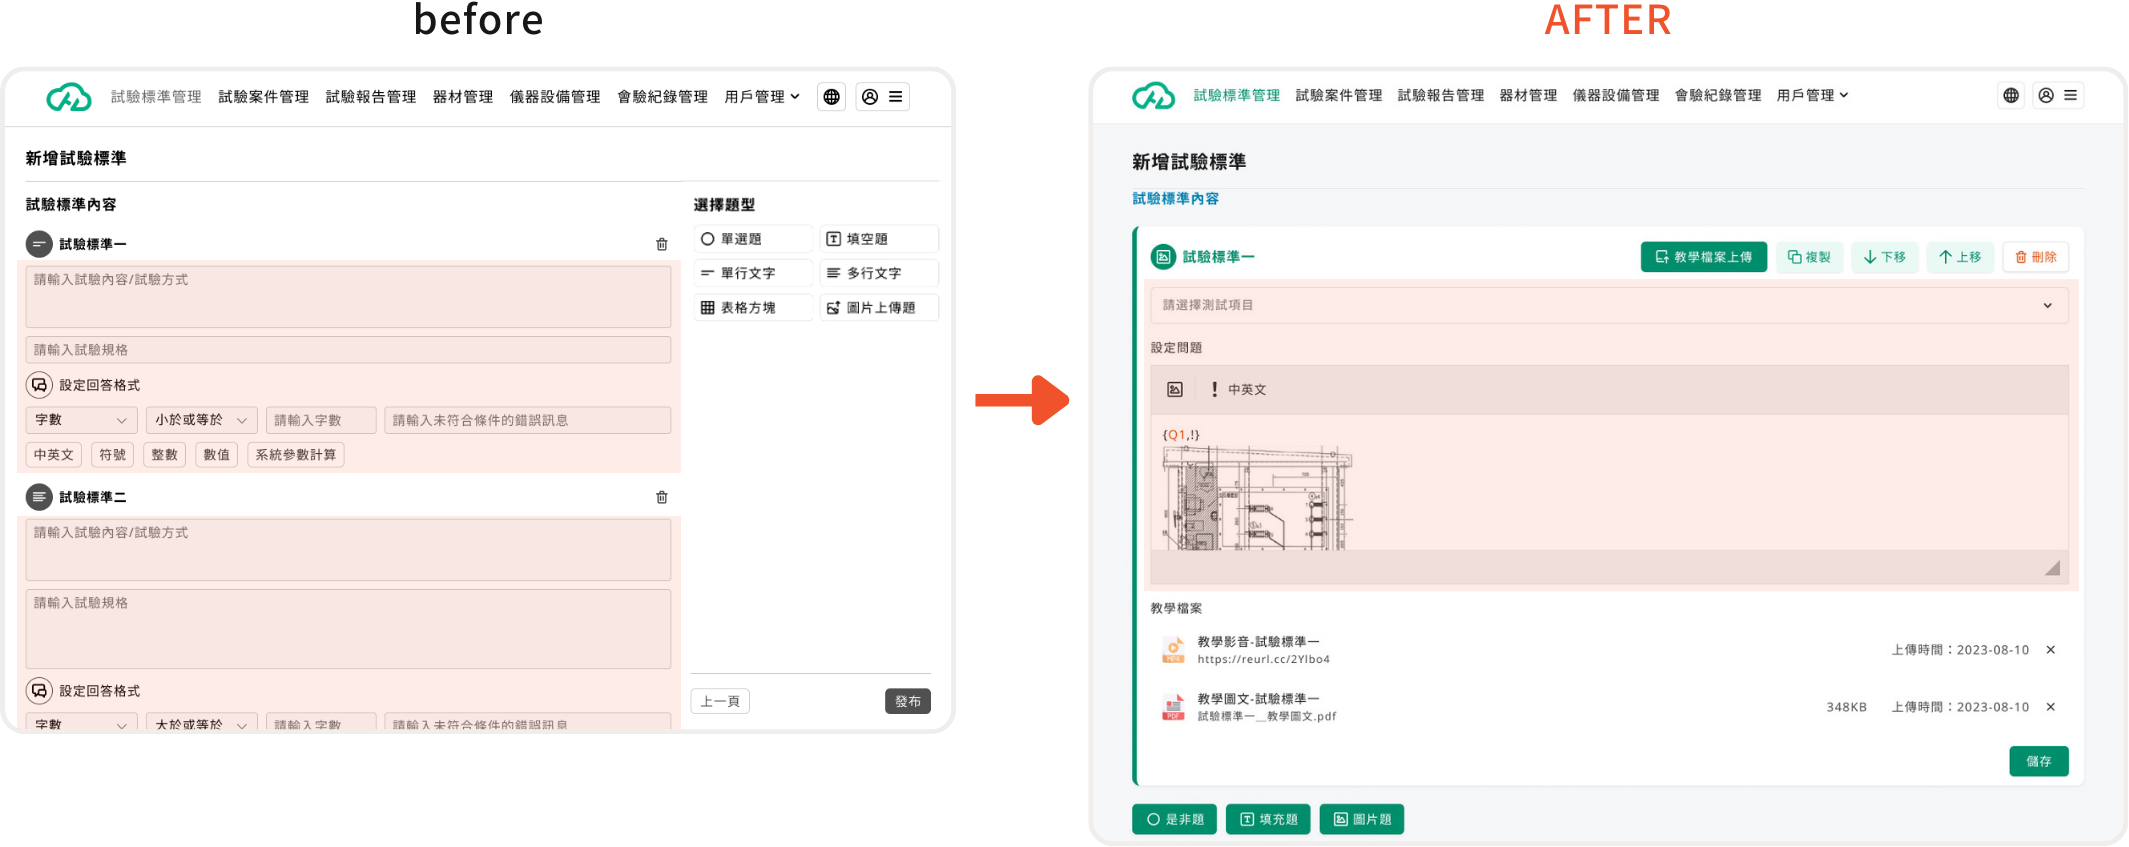 before
試驗標準管理 試驗案件管理 試驗報告管理 器材管理 儀器設備管理 會驗紀錄管理 用戶管理
新增試驗標準
試驗標準內容
試驗標準一
請輸入試驗內容/試驗方式
請輸入試驗規格
設定回答格式
字數 小於或等於 請輸入字數 請輸入未符合條件的錯誤訊息
中英文 符號 整數 數值 系統參數計算
試驗標準二
請輸入試驗內容/試驗方式
請輸入試驗規格
設定回答格式
字數 大於或等於 請輸入字數 請輸入未符合條件的錯誤訊息
選擇題型
單選題 填空題
單行文字 多行文字
表格方塊 圖片上傳題
上一頁 發布
AFTER
試驗標準管理 試驗案件管理 試驗報告管理 器材管理 儀器設備管理 會驗紀錄管理 用戶管理
新增試驗標準
試驗標準內容
試驗標準一 教學檔案上傳 複製 下移 上移 刪除
請選擇測試項目
設定問題
! 中英文
{Q1,!}
教學檔案
教學影音-試驗標準一
https://reurl.cc/2Ylbo4 上傳時間：2023-08-10
教學圖文-試驗標準一
試驗標準一__教學圖文.pdf 348KB 上傳時間：2023-08-10
PDF
儲存
是非題 填充題 圖片題